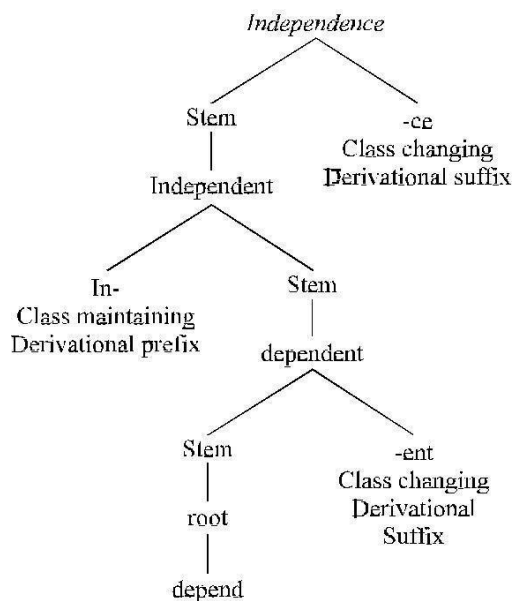 Independence
Stem
-ce
Class changing
Derivational suffix
Independent
In-
Class maintaining
Derivational prefix
Stem
dependent
Stem
-ent
Class changing
Derivational
Suffix
root
depend